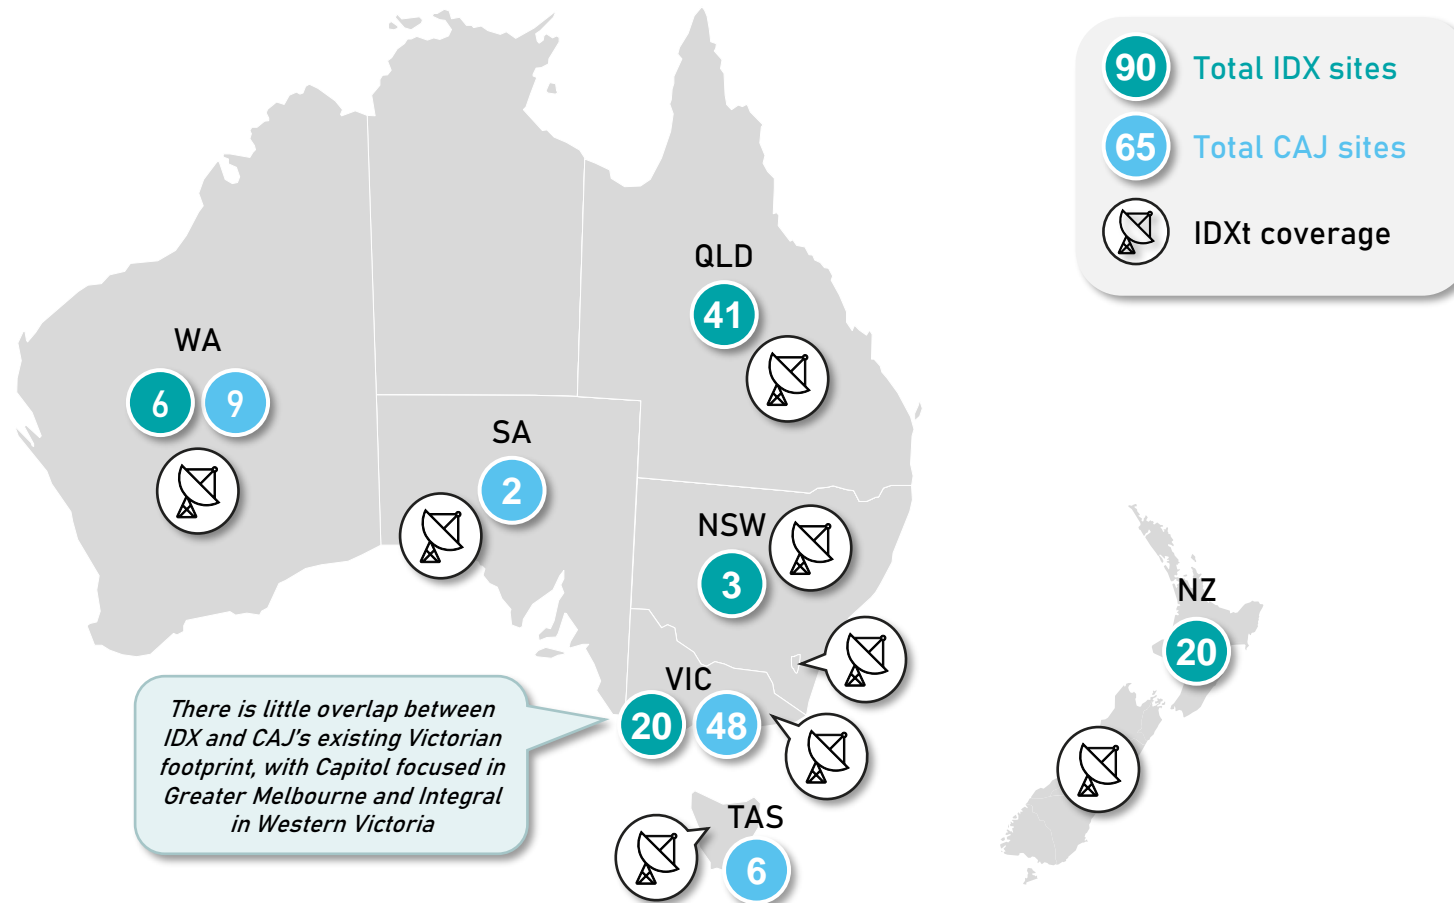 90 Total IDX sites
65 Total CAJ sites
IDXt coverage
QLD
41
WA
6 9
SA
2
NSW
3
NZ
20
VIC
20 48
There is little overlap between
IDX and CAJ's existing Victorian
footprint, with Capitol focused in
Greater Melbourne and Integral
in Western Victoria
TAS
6